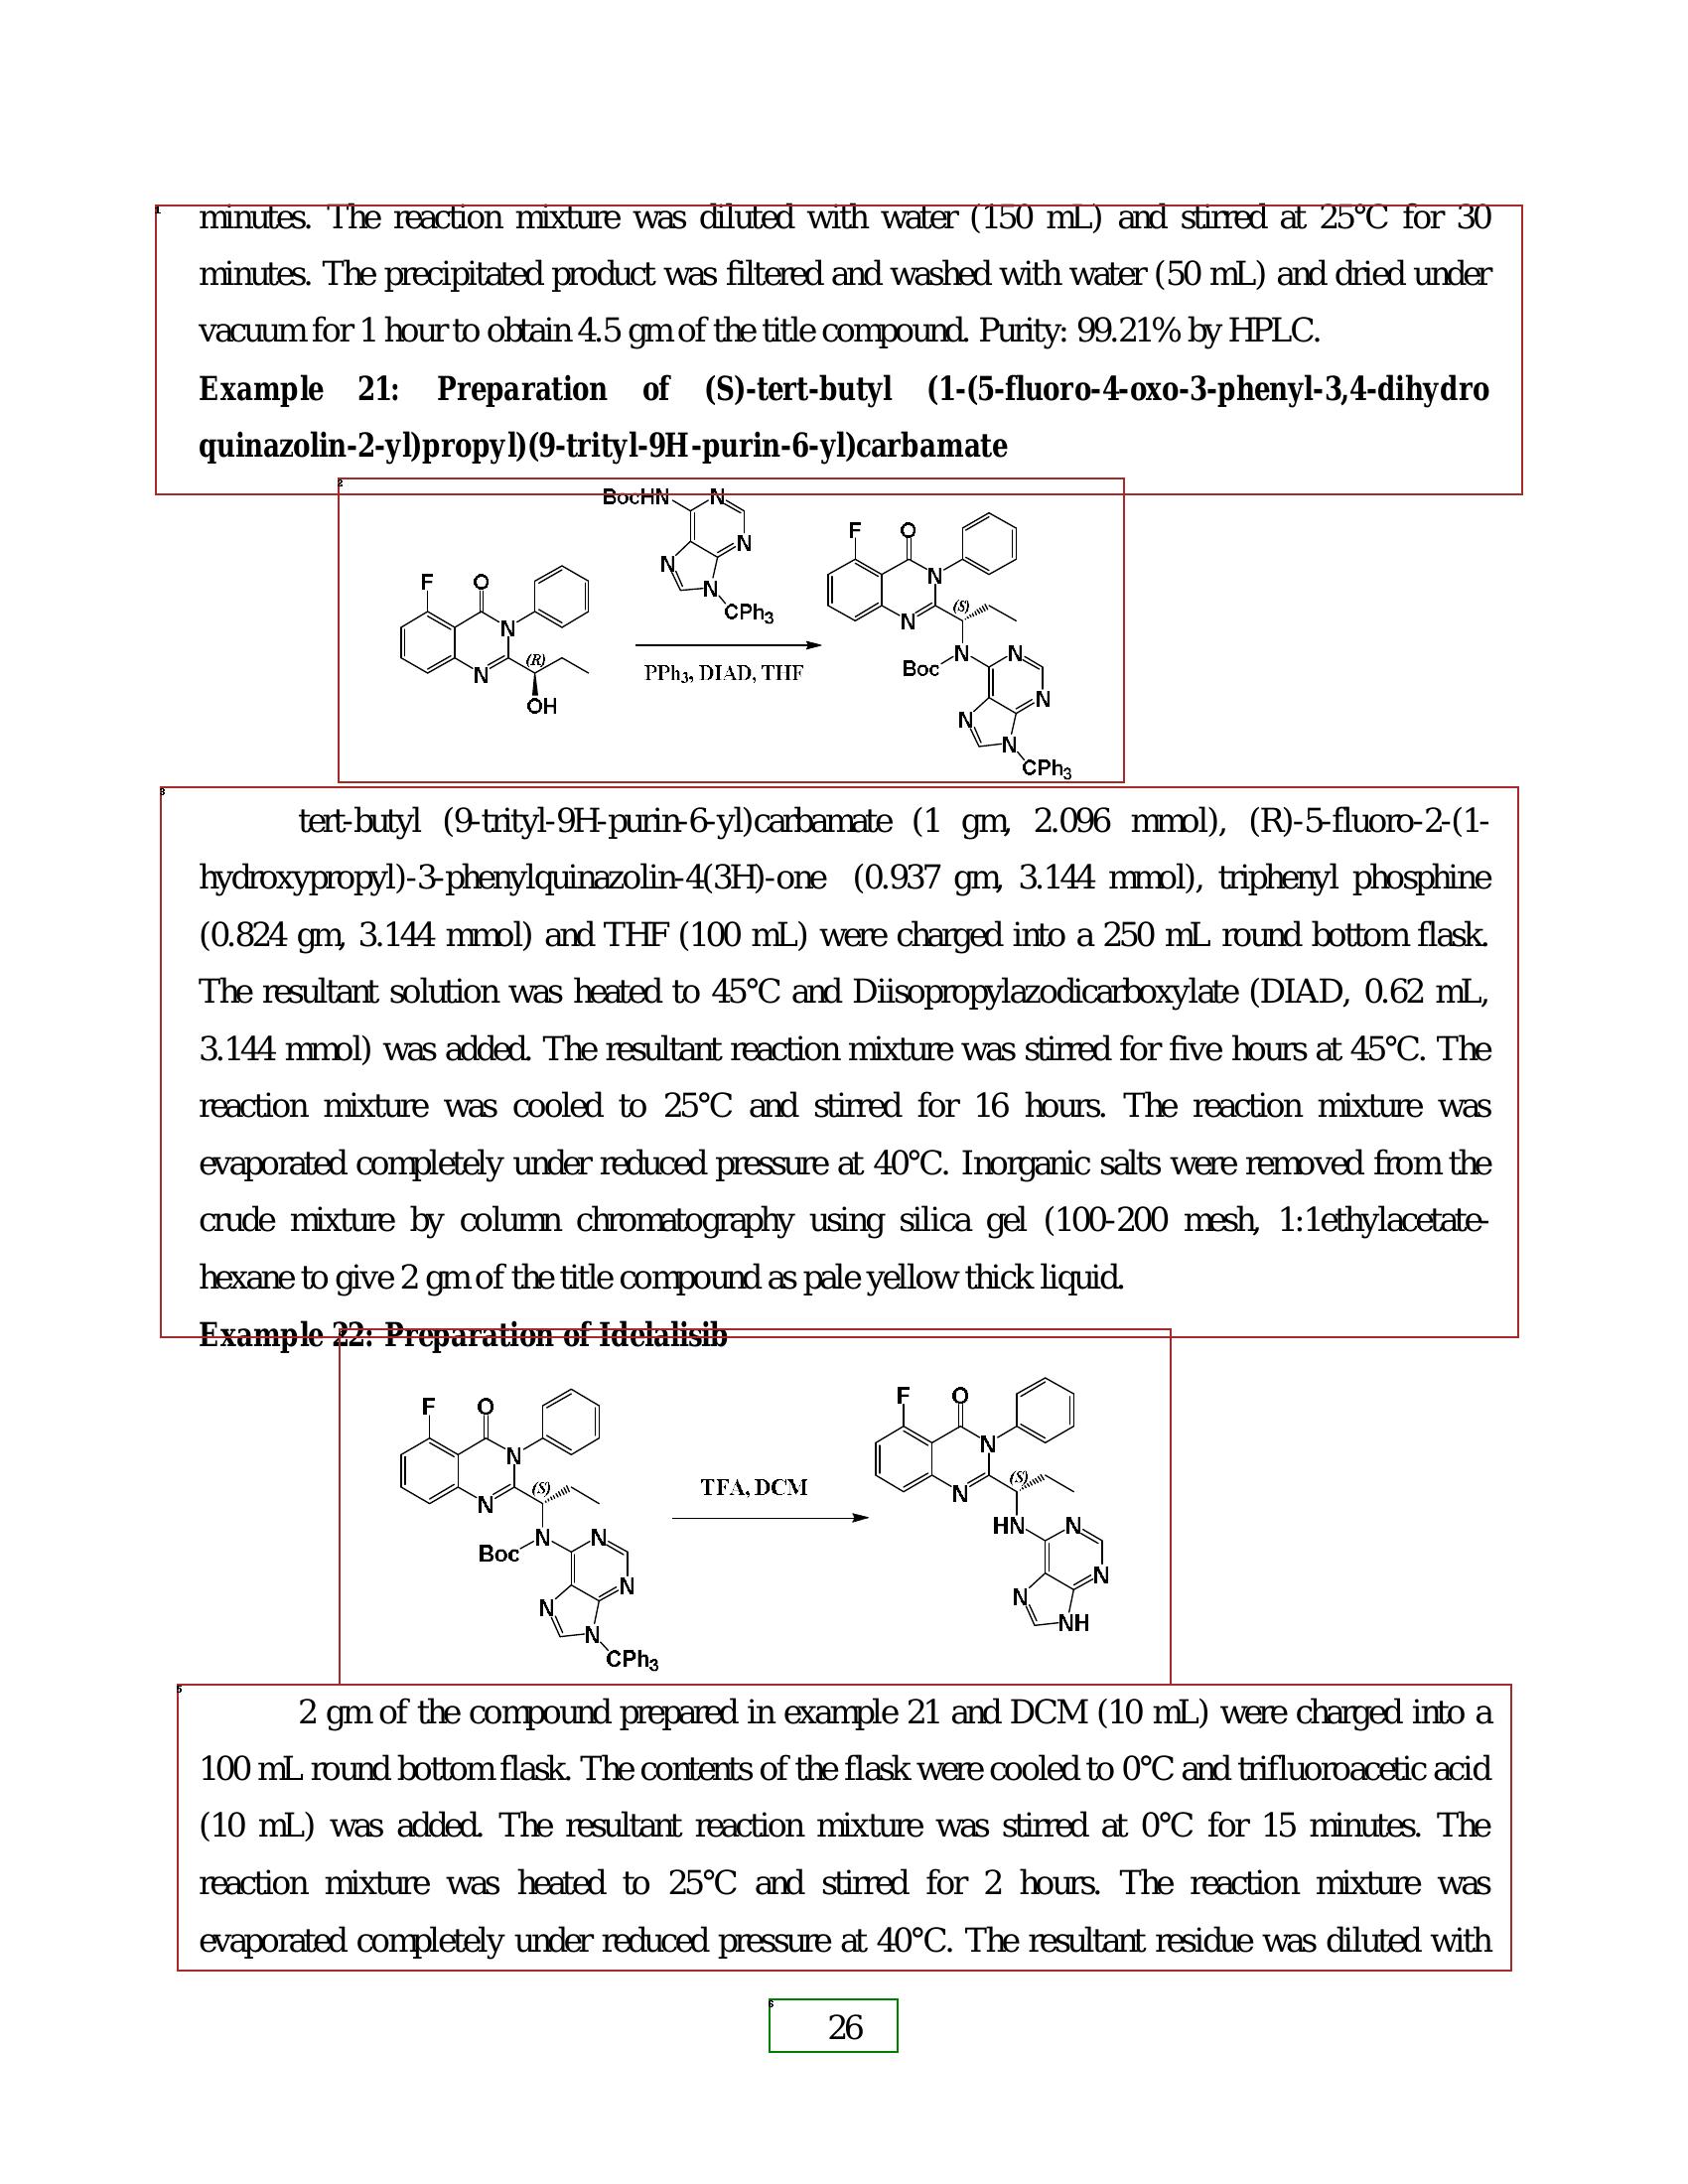 minutes. The reaction mixture was diluted with water (150 mL) and stirred at 25°C for 30
minutes. The precipitated product was filtered and washed with water (50 mL) and dried under
vacuum for 1 hour to obtain 4.5 gm of the title compound. Purity: 99.21% by HPLC.
Example 21: Preparation of (S)-tert-butyl (1-(5-fluoro-4-oxo-3-phenyl-3,4-dihydro
quinazolin-2-yl)propyl)(9-trityl-9H-purin-6-yl)carbamate
F O N N (R) OH
BocHN N N N N CPh3
PPh3, DIAD, THF
F O N N (S) Boc N N N N N CPh3
tert-butyl (9-trityl-9H-purin-6-yl)carbamate (1 gm, 2.096 mmol), (R)-5-fluoro-2-(1-
hydroxypropyl)-3-phenylquinazolin-4(3H)-one (0.937 gm, 3.144 mmol), triphenyl phosphine
(0.824 gm, 3.144 mmol) and THF (100 mL) were charged into a 250 mL round bottom flask.
The resultant solution was heated to 45°C and Diisopropylazodicarboxylate (DIAD, 0.62 mL,
3.144 mmol) was added. The resultant reaction mixture was stirred for five hours at 45°C. The
reaction mixture was cooled to 25°C and stirred for 16 hours. The reaction mixture was
evaporated completely under reduced pressure at 40°C. Inorganic salts were removed from the
crude mixture by column chromatography using silica gel (100-200 mesh, 1:1ethylacetate-
hexane to give 2 gm of the title compound as pale yellow thick liquid.
Example 22: Preparation of Idelalisib
F O N N (S) Boc N N N N N CPh3
TFA, DCM
F O N N (S) HN N N N NH
2 gm of the compound prepared in example 21 and DCM (10 mL) were charged into a
100 mL round bottom flask. The contents of the flask were cooled to 0°C and trifluoroacetic acid
(10 mL) was added. The resultant reaction mixture was stirred at 0°C for 15 minutes. The
reaction mixture was heated to 25°C and stirred for 2 hours. The reaction mixture was
evaporated completely under reduced pressure at 40°C. The resultant residue was diluted with
26